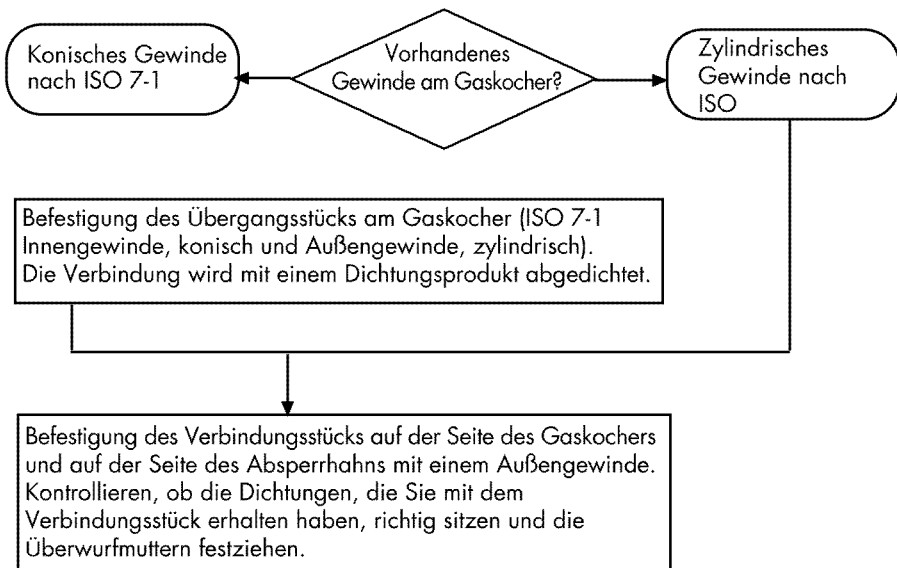 Konisches Gewinde
nach ISO 7-1
Vorhandenes
Gewinde am Gaskocher?
Zylindrisches
Gewinde nach
ISO
Befestigung des Übergangsstücks am Gaskocher (ISO 7-1
Innengewinde, konisch und Außengewinde, zylindrisch).
Die Verbindung wird mit einem Dichtungsprodukt abgedichtet.
Befestigung des Verbindungsstücks auf der Seite des Gaskochers
und auf der Seite des Absperrhahns mit einem Außengewinde.
Kontrollieren, ob die Dichtungen, die Sie mit dem
Verbindungsstück erhalten haben, richtig sitzen und die
Überwurfmuttern festziehen.